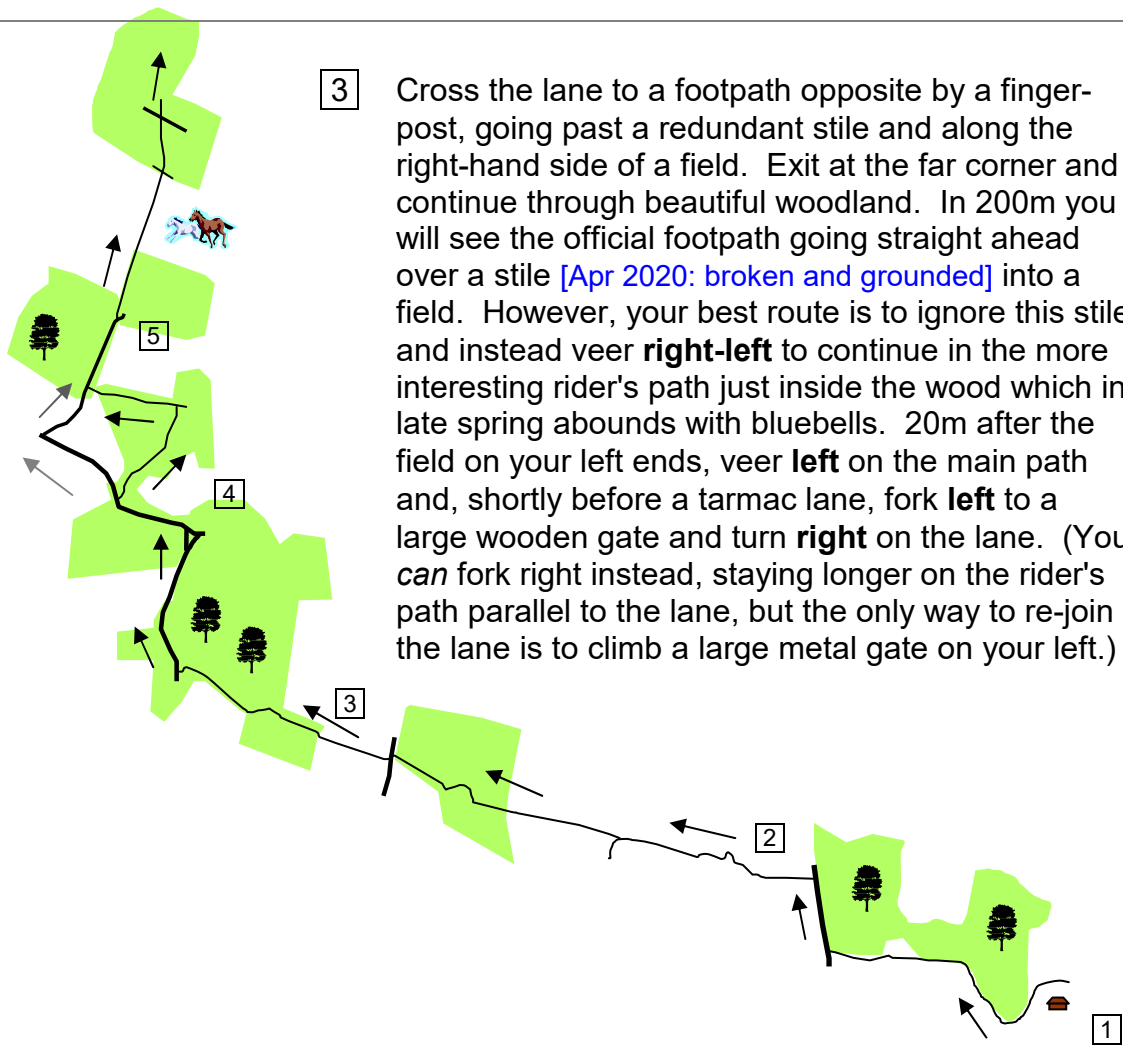 3 Cross the lane to a footpath opposite by a finger-
post, going past a redundant stile and along the
right-hand side of a field. Exit at the far corner and
continue through beautiful woodland. In 200m you
will see the official footpath going straight ahead
over a stile [Apr 2020: broken and grounded] into a
field. However, your best route is to ignore this stile
and instead veer right-left to continue in the more
interesting rider's path just inside the wood which in
late spring abounds with bluebells. 20m after the
field on your left ends, veer left on the main path
and, shortly before a tarmac lane, fork left to a
large wooden gate and turn right on the lane. (You
can fork right instead, staying longer on the rider's
path parallel to the lane, but the only way to re-join
the lane is to climb a large metal gate on your left.)
5
4
3
2
1